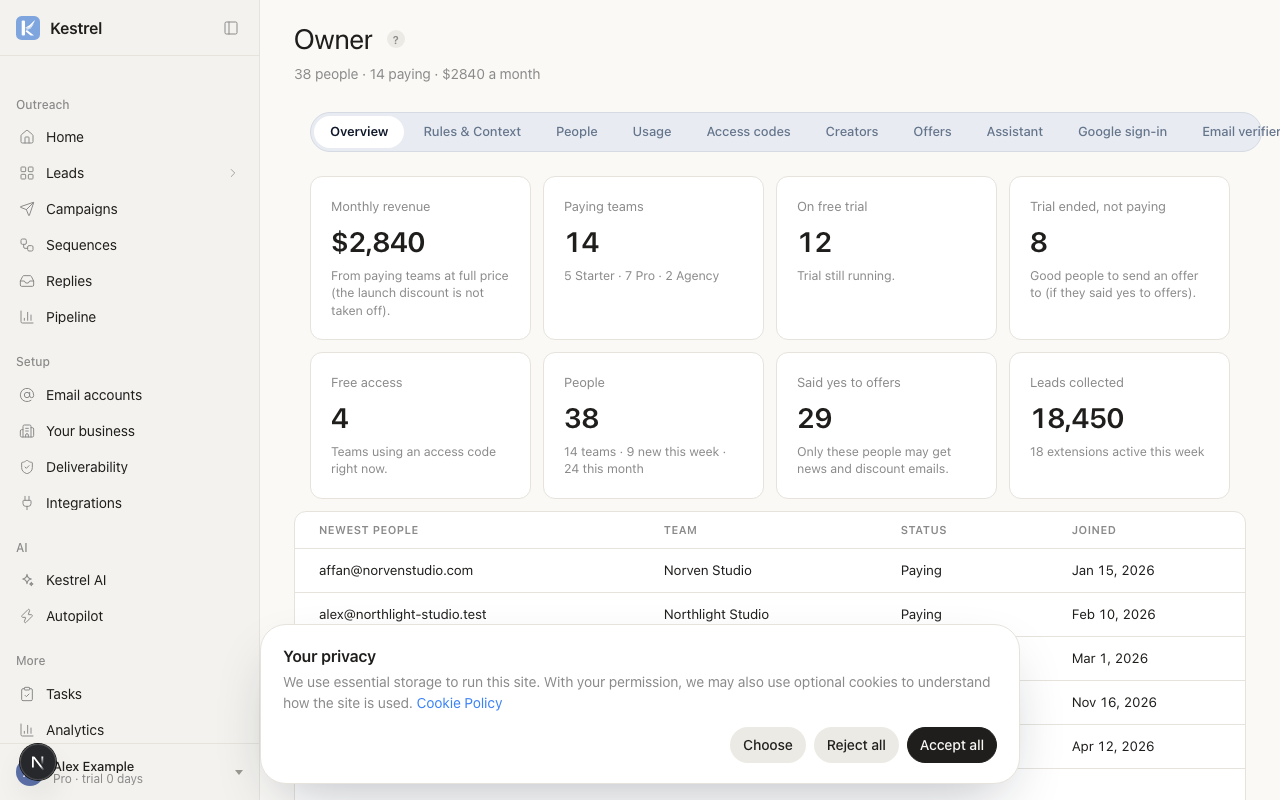 Kestrel
Outreach
Home
Leads
Campaigns
Sequences
Replies
Pipeline
Setup
Email accounts
Your business
Deliverability
Integrations
AI
Kestrel AI
Autopilot
More
Tasks
Analytics
N
Alex Example
Pro · trial 0 days
Owner ?
38 people · 14 paying · $2840 a month
Overview Rules & Context People Usage Access codes Creators Offers Assistant Google sign-in Email verifier
Monthly revenue
$2,840
From paying teams at full price
(the launch discount is not
taken off).
Paying teams
14
5 Starter · 7 Pro · 2 Agency
On free trial
12
Trial still running.
Trial ended, not paying
8
Good people to send an offer
to (if they said yes to offers).
Free access
4
Teams using an access code
right now.
People
38
14 teams · 9 new this week ·
24 this month
Said yes to offers
29
Only these people may get
news and discount emails.
Leads collected
18,450
18 extensions active this week
NEWEST PEOPLE TEAM STATUS JOINED
affan@norvenstudio.com Norven Studio Paying Jan 15, 2026
alex@northlight-studio.test Northlight Studio Paying Feb 10, 2026
Mar 1, 2026
Nov 16, 2026
Apr 12, 2026
Your privacy
We use essential storage to run this site. With your permission, we may also use optional cookies to understand
how the site is used. Cookie Policy
Choose Reject all Accept all